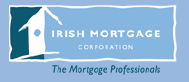 IRISH MORTGAGE
CORPORATION
The Mortgage Professionals